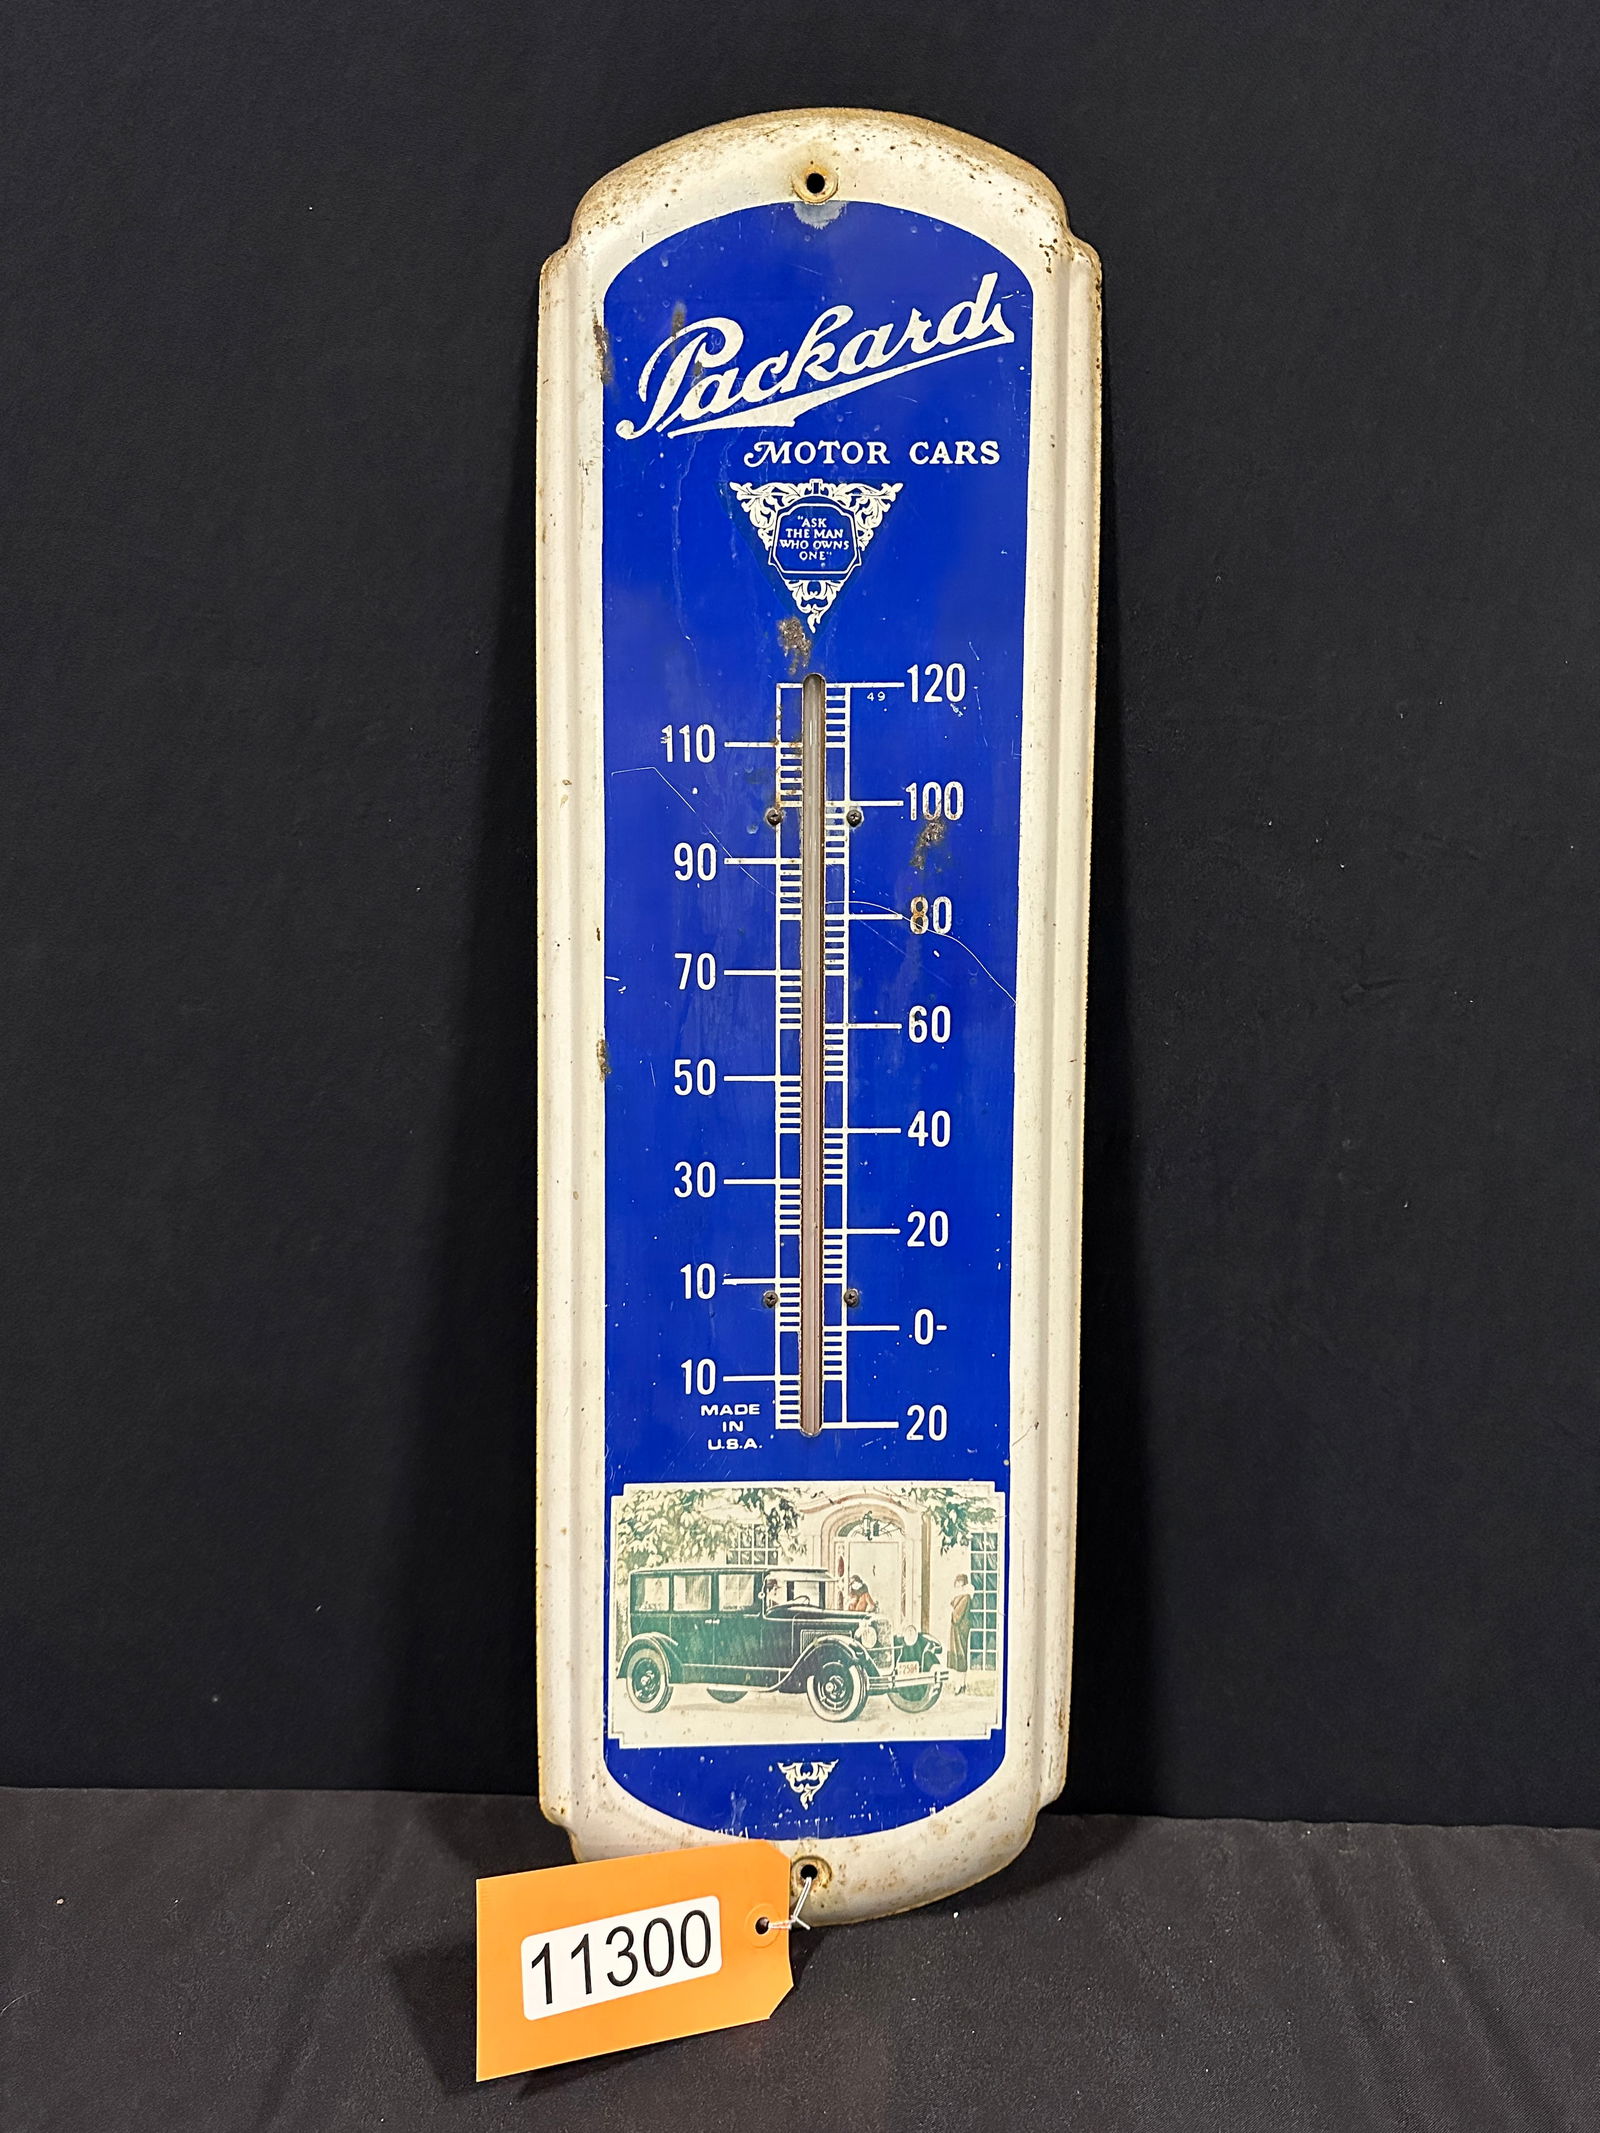 Packard
MOTOR CARS
"ASK
THE MAN
WHO OWNS
ONE"
120
49
110
100
90
80
70
60
50
40
30
20
10
0-
10
20
MADE
IN
U.S.A.
11300